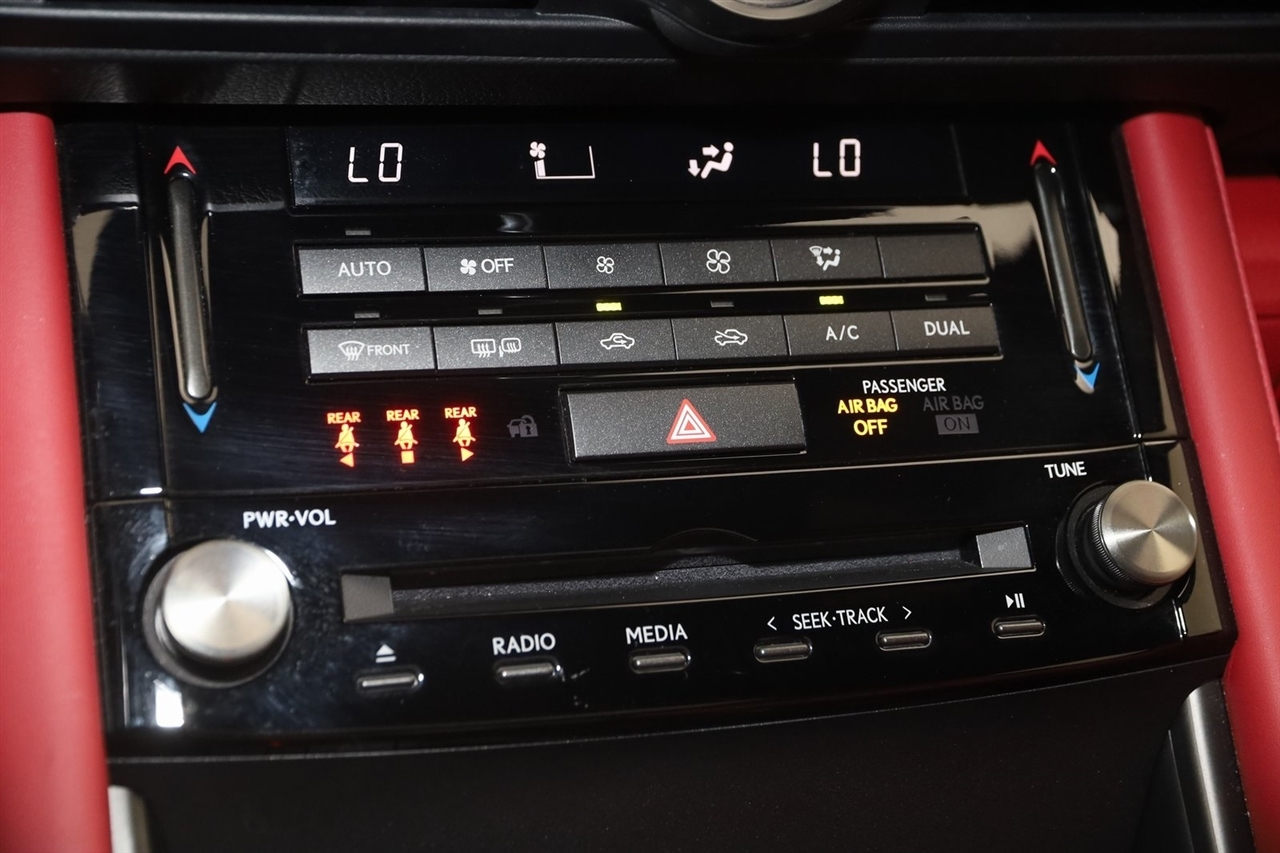 LO LO
AUTO OFF
FRONT A/C DUAL
REAR REAR REAR
PASSENGER
AIR BAG AIR BAG
OFF ON
PWR·VOL TUNE
RADIO MEDIA < SEEK·TRACK >